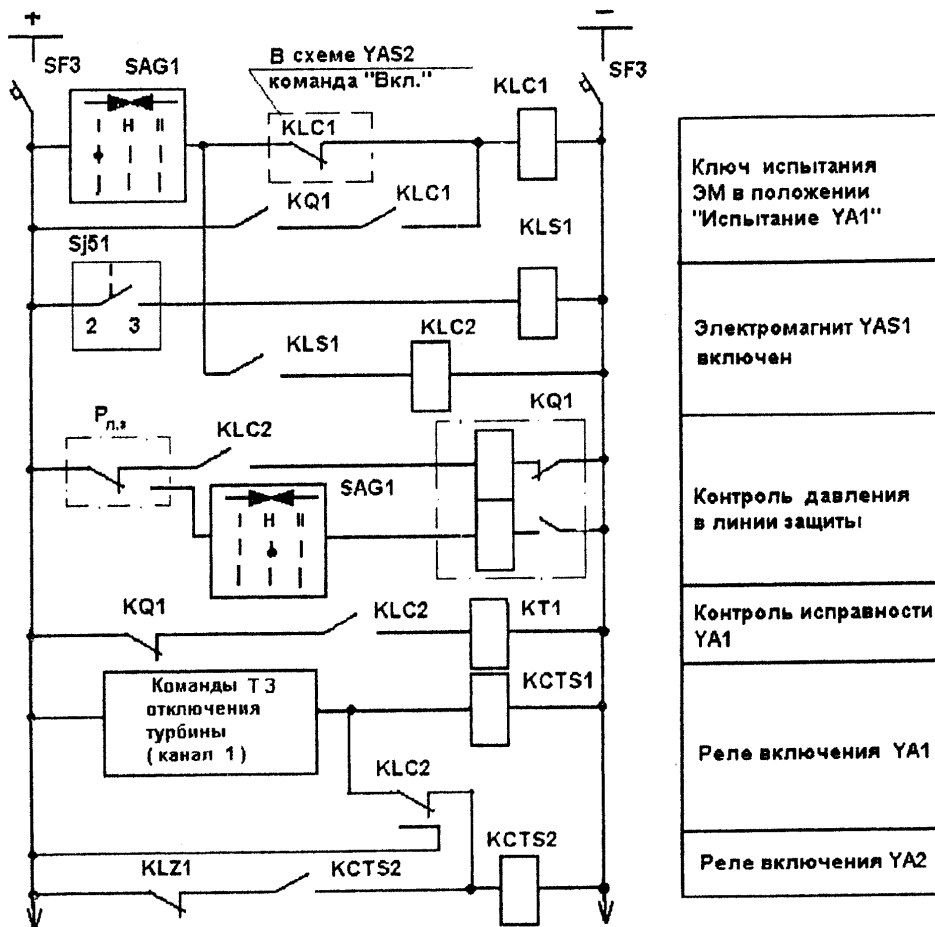 +
−
SF3
SAG1
В схеме YAS2
команда "Вкл."
KLC1
SF3
I H II
KLC1
KQ1
KLC1
KLS1
Sj51
2 3
KLS1
KLC2
Pл.з
KLC2
KQ1
SAG1
I H II
KQ1
KLC2
KT1
Команды ТЗ
отключения
турбины
( канал 1 )
KCTS1
KLC2
KLZ1
KCTS2
KCTS2
Ключ испытания
ЭМ в положении
"Испытание YA1"
Электромагнит YAS1
включен
Контроль давления
в линии защиты
Контроль исправности
YA1
Реле включения YA1
Реле включения YA2